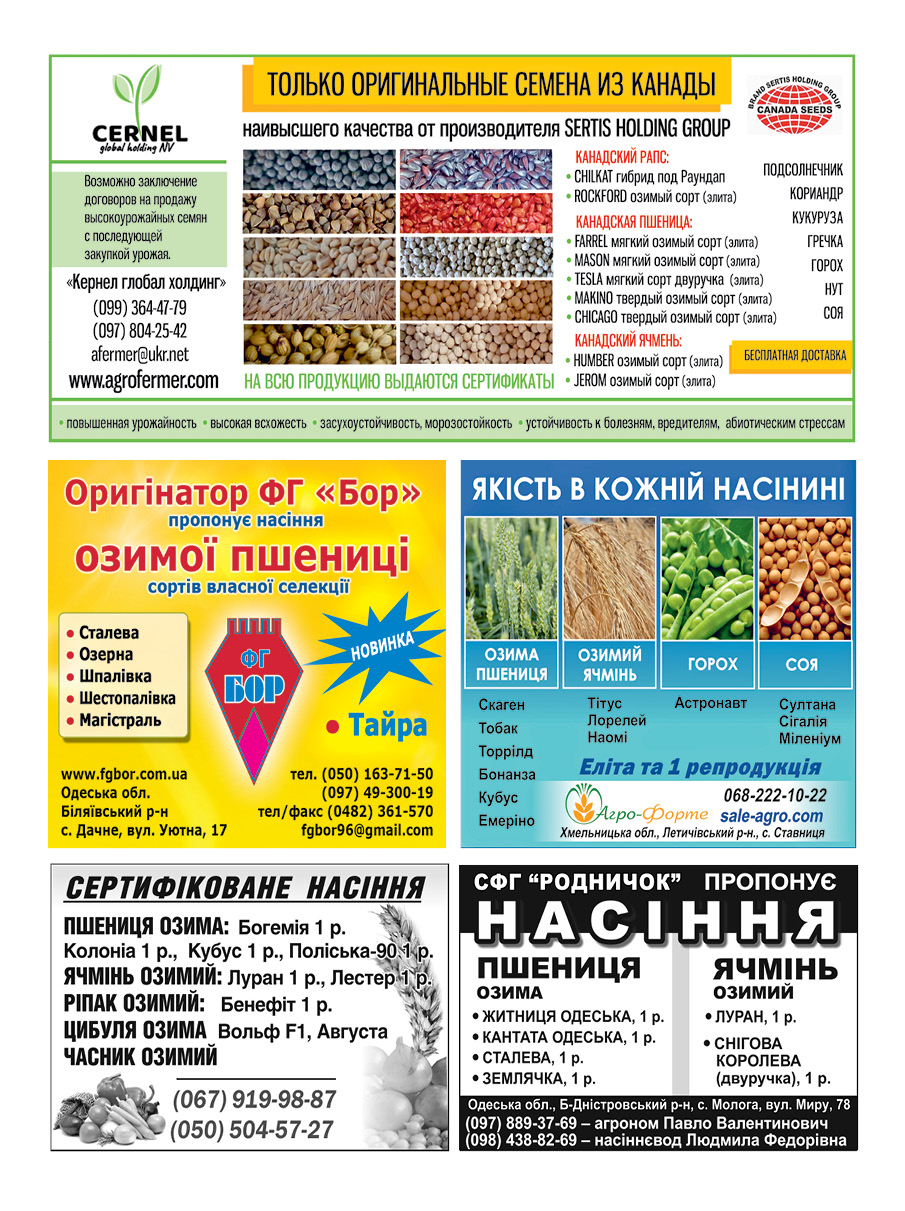 CERNEL
global holding NV
Возможно заключение
договоров на продажу
высокоурожайных семян
с последующей
закупкой урожая.
«Кернел глобал холдинг»
(099) 364-47-79
(097) 804-25-42
afermer@ukr.net
www.agrofermer.com
ТОЛЬКО ОРИГИНАЛЬНЫЕ СЕМЕНА ИЗ КАНАДЫ
наивысшего качества от производителя SERTIS HOLDING GROUP
BRAND SERTIS HOLDING GROUP
CANADA SEEDS
КАНАДСКИЙ РАПС:
• CHILKAT гибрид под Раундап
• ROCKFORD озимый сорт (элита)
КАНАДСКАЯ ПШЕНИЦА:
• FARREL мягкий озимый сорт (элита)
• MASON мягкий озимый сорт (элита)
• TESLA мягкий сорт двуручка (элита)
• MAKINO твердый озимый сорт (элита)
• CHICAGO твердый озимый сорт (элита)
КАНАДСКИЙ ЯЧМЕНЬ:
• HUMBER озимый сорт (элита)
• JEROM озимый сорт (элита)
ПОДСОЛНЕЧНИК
КОРИАНДР
КУКУРУЗА
ГРЕЧКА
ГОРОХ
НУТ
СОЯ
БЕСПЛАТНАЯ ДОСТАВКА
НА ВСЮ ПРОДУКЦИЮ ВЫДАЮТСЯ СЕРТИФИКАТЫ
• повышенная урожайность • высокая всхожесть • засухоустойчивость, морозостойкость • устойчивость к болезням, вредителям, абиотическим стрессам
Оригінатор ФГ «Бор»
пропонує насіння
озимої пшениці
сортів власної селекції
• Сталева
• Озерна
• Шпалівка
• Шестопалівка
• Магістраль
ФГ
БОР
НОВИНКА
• Тайра
www.fgbor.com.ua
Одеська обл.
Біляївський р-н
с. Дачне, вул. Уютна, 17
тел. (050) 163-71-50
(097) 49-300-19
тел/факс (0482) 361-570
fgbor96@gmail.com
ЯКІСТЬ В КОЖНІЙ НАСІНИНІ
ОЗИМА
ПШЕНИЦЯ
Скаген
Тобак
Торрілд
Бонанза
Кубус
Емеріно
ОЗИМИЙ
ЯЧМІНЬ
Тітус
Лорелей
Наомі
ГОРОХ
Астронавт
СОЯ
Султана
Сігалія
Міленіум
Еліта та 1 репродукція
Агро-Форте
068-222-10-22
sale-agro.com
Хмельницька обл., Летичівський р-н., с. Ставниця
СЕРТИФІКОВАНЕ НАСІННЯ
ПШЕНИЦЯ ОЗИМА: Богемія 1 р.
Колонія 1 р., Кубус 1 р., Поліська-90 1 р.
ЯЧМІНЬ ОЗИМИЙ: Луран 1 р., Лестер 1 р.
РІПАК ОЗИМИЙ: Бенефіт 1 р.
ЦИБУЛЯ ОЗИМА Вольф F1, Августа
ЧАСНИК ОЗИМИЙ
(067) 919-98-87
(050) 504-57-27
СФГ “РОДНИЧОК” ПРОПОНУЄ
НАСІННЯ
ПШЕНИЦЯ
ОЗИМА
• ЖИТНИЦЯ ОДЕСЬКА, 1 р.
• КАНТАТА ОДЕСЬКА, 1 р.
• СТАЛЕВА, 1 р.
• ЗЕМЛЯЧКА, 1 р.
ЯЧМІНЬ
ОЗИМИЙ
• ЛУРАН, 1 р.
• СНІГОВА
КОРОЛЕВА
(двуручка), 1 р.
Одеська обл., Б-Дністровський р-н, с. Молога, вул. Миру, 78
(097) 889-37-69 – агроном Павло Валентинович
(098) 438-82-69 – насіннєвод Людмила Федорівна